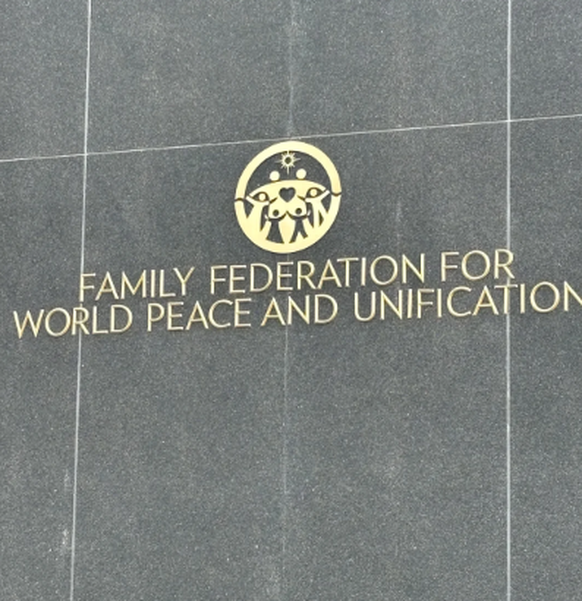 FAMILY FEDERATION FOR
WORLD PEACE AND UNIFICATION